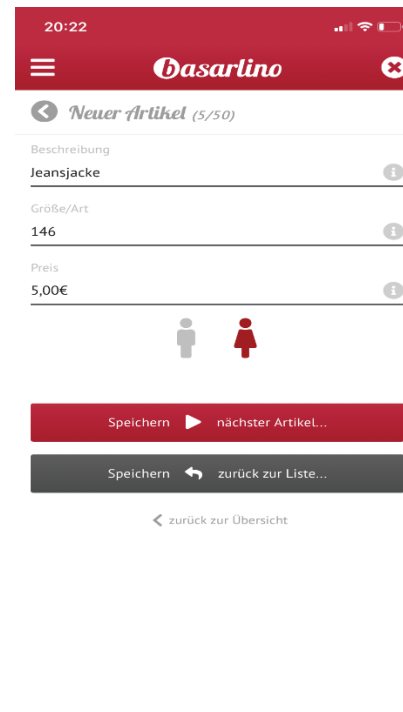 20:22
basarlino
Neuer Artikel (5/50)
Beschreibung
Jeansjacke
Größe/Art
146
Preis
5,00€
Speichern nächster Artikel...
Speichern zurück zur Liste...
zurück zur Übersicht